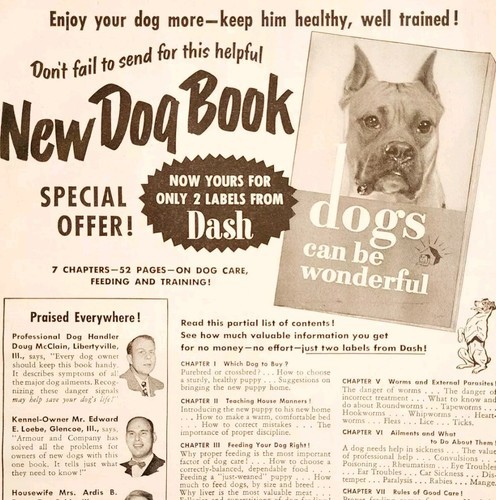 Enjoy your dog more—keep him healthy, well trained!
Don't fail to send for this helpful
New Dog Book
SPECIAL
OFFER!
NOW YOURS FOR
ONLY 2 LABELS FROM
Dash
dogs
can be
wonderful
7 CHAPTERS—52 PAGES—ON DOG CARE,
FEEDING AND TRAINING!
Praised Everywhere!
Professional Dog Handler
Doug McClain, Libertyville,
Ill., says, "Every dog owner
should keep this book handy.
It describes symptoms of all
the major dog ailments. Recog-
nizing these danger signals
may help save your dog's life!"
Kennel-Owner Mr. Edward
E. Loebe, Glencoe, Ill., says,
"Armour and Company has
solved all the problems for
owners of new dogs with this
one book. It tells just what
they need to know!"
Housewife Mrs. Ardis B.
Read this partial list of contents!
See how much valuable information you get
for no money—no effort—just two labels from Dash!
CHAPTER I Which Dog to Buy?
Purebred or crossbred? . . . How to choose
a sturdy, healthy puppy . . . Suggestions on
bringing the new puppy home.
CHAPTER II Teaching House Manners!
Introducing the new puppy to his new home
. . . How to make a warm, comfortable bed
. . . How to correct mistakes . . . The
importance of proper discipline.
CHAPTER III Feeding Your Dog Right!
Why proper feeding is the most important
factor of dog care! . . . How to choose a
correctly-balanced, dependable food . . .
Feeding a "just-weaned" puppy . . . How
much to feed dogs, by size and breed
Why liver is the most valuable meat
CHAPTER V Worms and External Parasites!
The danger of worms . . . The danger of
incorrect treatment . . . What to know and
do about Roundworms . . . Tapeworms
Hookworms . . . Whipworms . . . Heart-
worms . . . Fleas . . . Lice . . . Ticks.
CHAPTER VI Ailments and What
to Do About Them!
A dog needs help in sickness . . . The value
of professional help . . . Convulsions
Poisoning . . . Rheumatism . . . Eye Troubles
Ear Troubles . . . Car Sickness . . . Dis-
temper . . . Paralysis . . . Rabies . . . Mange
CHAPTER VII Rules of Good Care